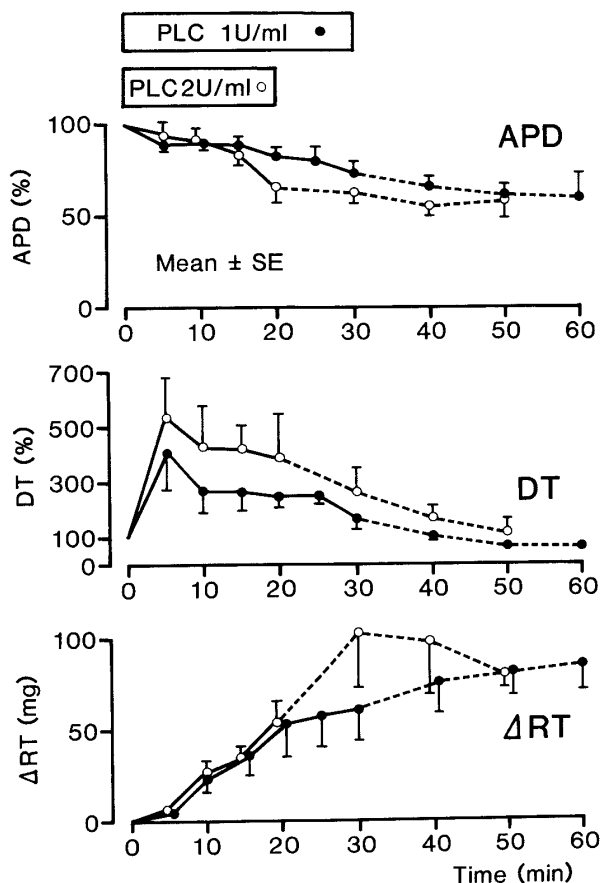 PLC 1U/ml ●
PLC2U/ml ○
100
50
0
APD (%)
APD
Mean ± SE
0 10 20 30 40 50 60
700
500
300
100
0
DT (%)
DT
0 10 20 30 40 50 60
100
50
0
ΔRT (mg)
ΔRT
0 10 20 30 40 50 60
Time (min)